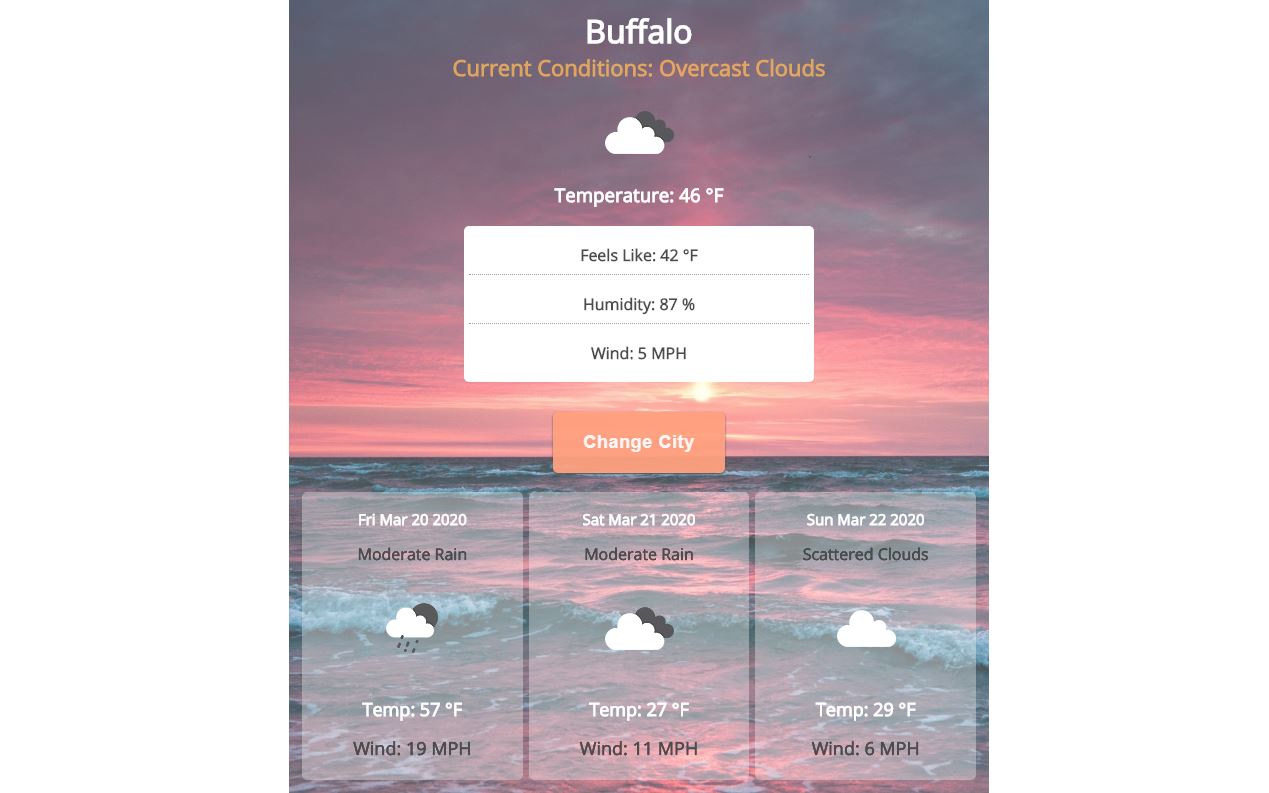 Buffalo
Current Conditions: Overcast Clouds
Temperature: 46 °F
Feels Like: 42 °F
Humidity: 87 %
Wind: 5 MPH
Change City
Fri Mar 20 2020
Moderate Rain
Temp: 57 °F
Wind: 19 MPH
Sat Mar 21 2020
Moderate Rain
Temp: 27 °F
Wind: 11 MPH
Sun Mar 22 2020
Scattered Clouds
Temp: 29 °F
Wind: 6 MPH